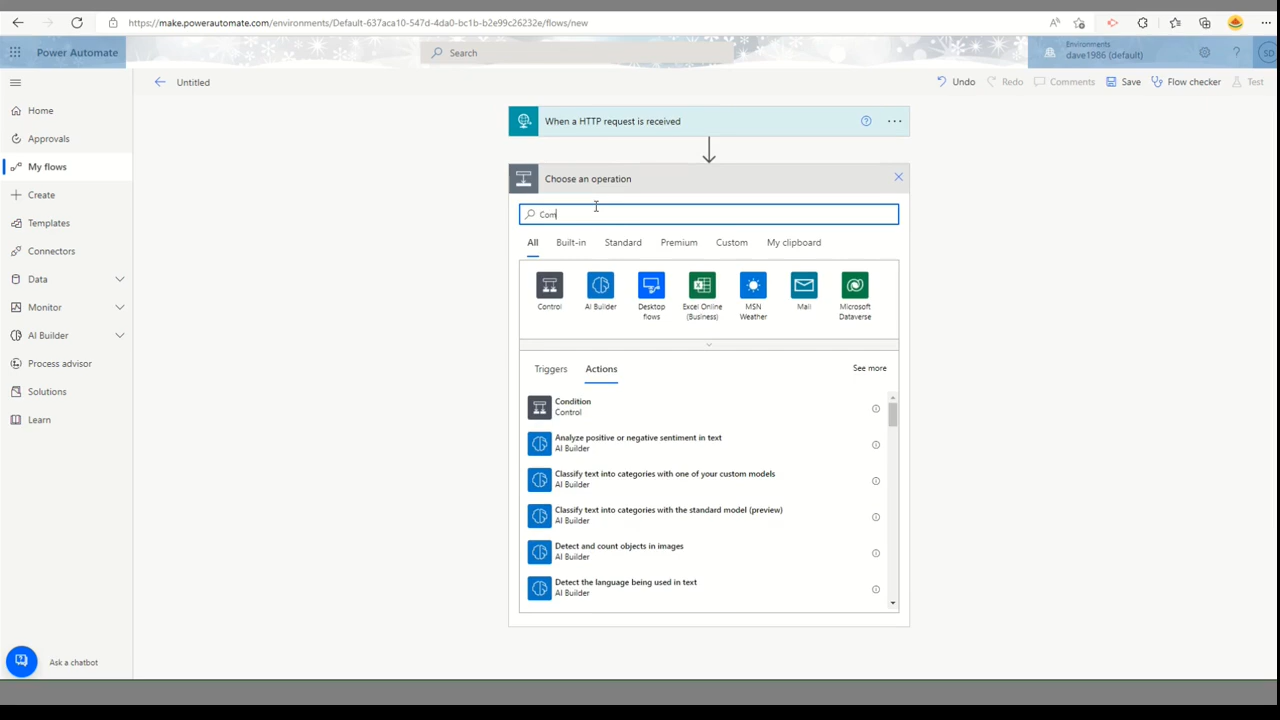 https://make.powerautomate.com/environments/Default-637aca10-547d-4da0-bc1b-b2e99c26232e/flows/new
Power Automate
Search
Environments
dave1986 (default)
SD
Untitled
Undo
Redo
Comments
Save
Flow checker
Test
Home
Approvals
My flows
Create
Templates
Connectors
Data
Monitor
AI Builder
Process advisor
Solutions
Learn
Ask a chatbot
When a HTTP request is received
Choose an operation
Com
All
Built-in
Standard
Premium
Custom
My clipboard
Control
AI Builder
Desktop
flows
Excel Online
(Business)
MSN
Weather
Mail
Microsoft
Dataverse
Triggers
Actions
See more
Condition
Control
Analyze positive or negative sentiment in text
AI Builder
Classify text into categories with one of your custom models
AI Builder
Classify text into categories with the standard model (preview)
AI Builder
Detect and count objects in images
AI Builder
Detect the language being used in text
AI Builder